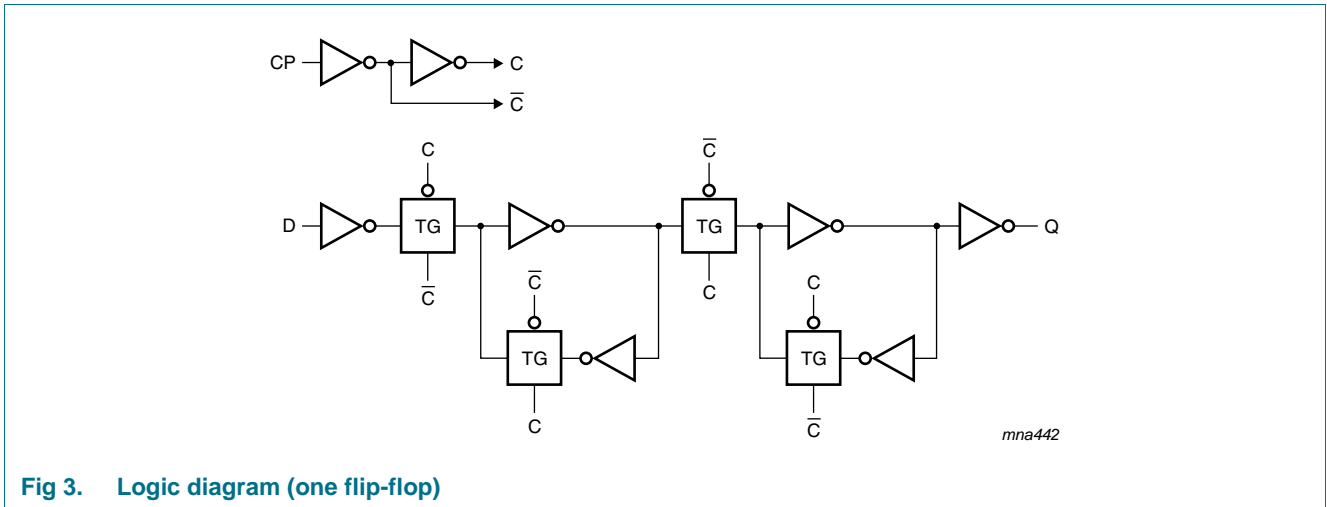 CP
C
C̅
C
C̅
D
TG
TG
Q
C̅
C
C̅
C
TG
TG
C
C̅
mna442
Fig 3. Logic diagram (one flip-flop)